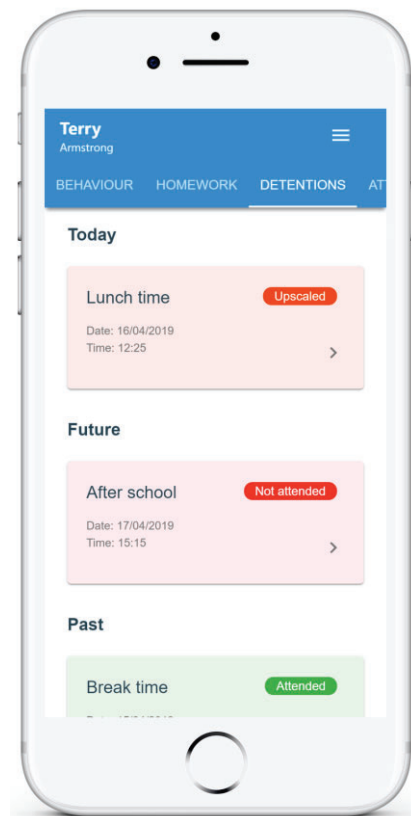 Terry
Armstrong
BEHAVIOUR HOMEWORK DETENTIONS
Today
Lunch time Upscaled
Date: 16/04/2019
Time: 12:25
Future
After school Not attended
Date: 17/04/2019
Time: 15:15
Past
Break time Attended